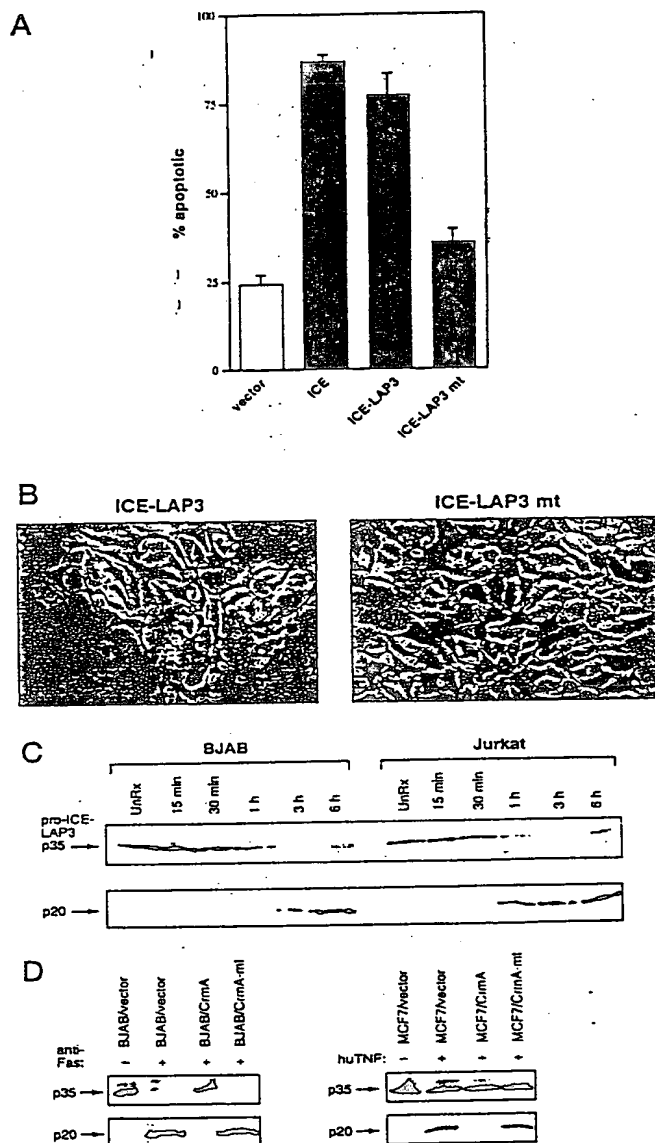 A
100
75
% apoptotic
50
25
0
vector
ICE
ICE-LAP3
ICE-LAP3 mt
B
ICE-LAP3
ICE-LAP3 mt
C
BJAB
Jurkat
UnRx
15 min
30 min
1 h
3 h
6 h
UnRx
15 min
30 min
1 h
3 h
6 h
pro-ICE-
LAP3
p35
p20
D
BJAB/vector
BJAB/vector
BJAB/CrmA
BJAB/CrmA-mt
MCF7/vector
MCF7/vector
MCF7/CrmA
MCF7/CrmA-mt
anti-
Fas: - + + +
huTNF: - + + +
p35
p35
p20
p20